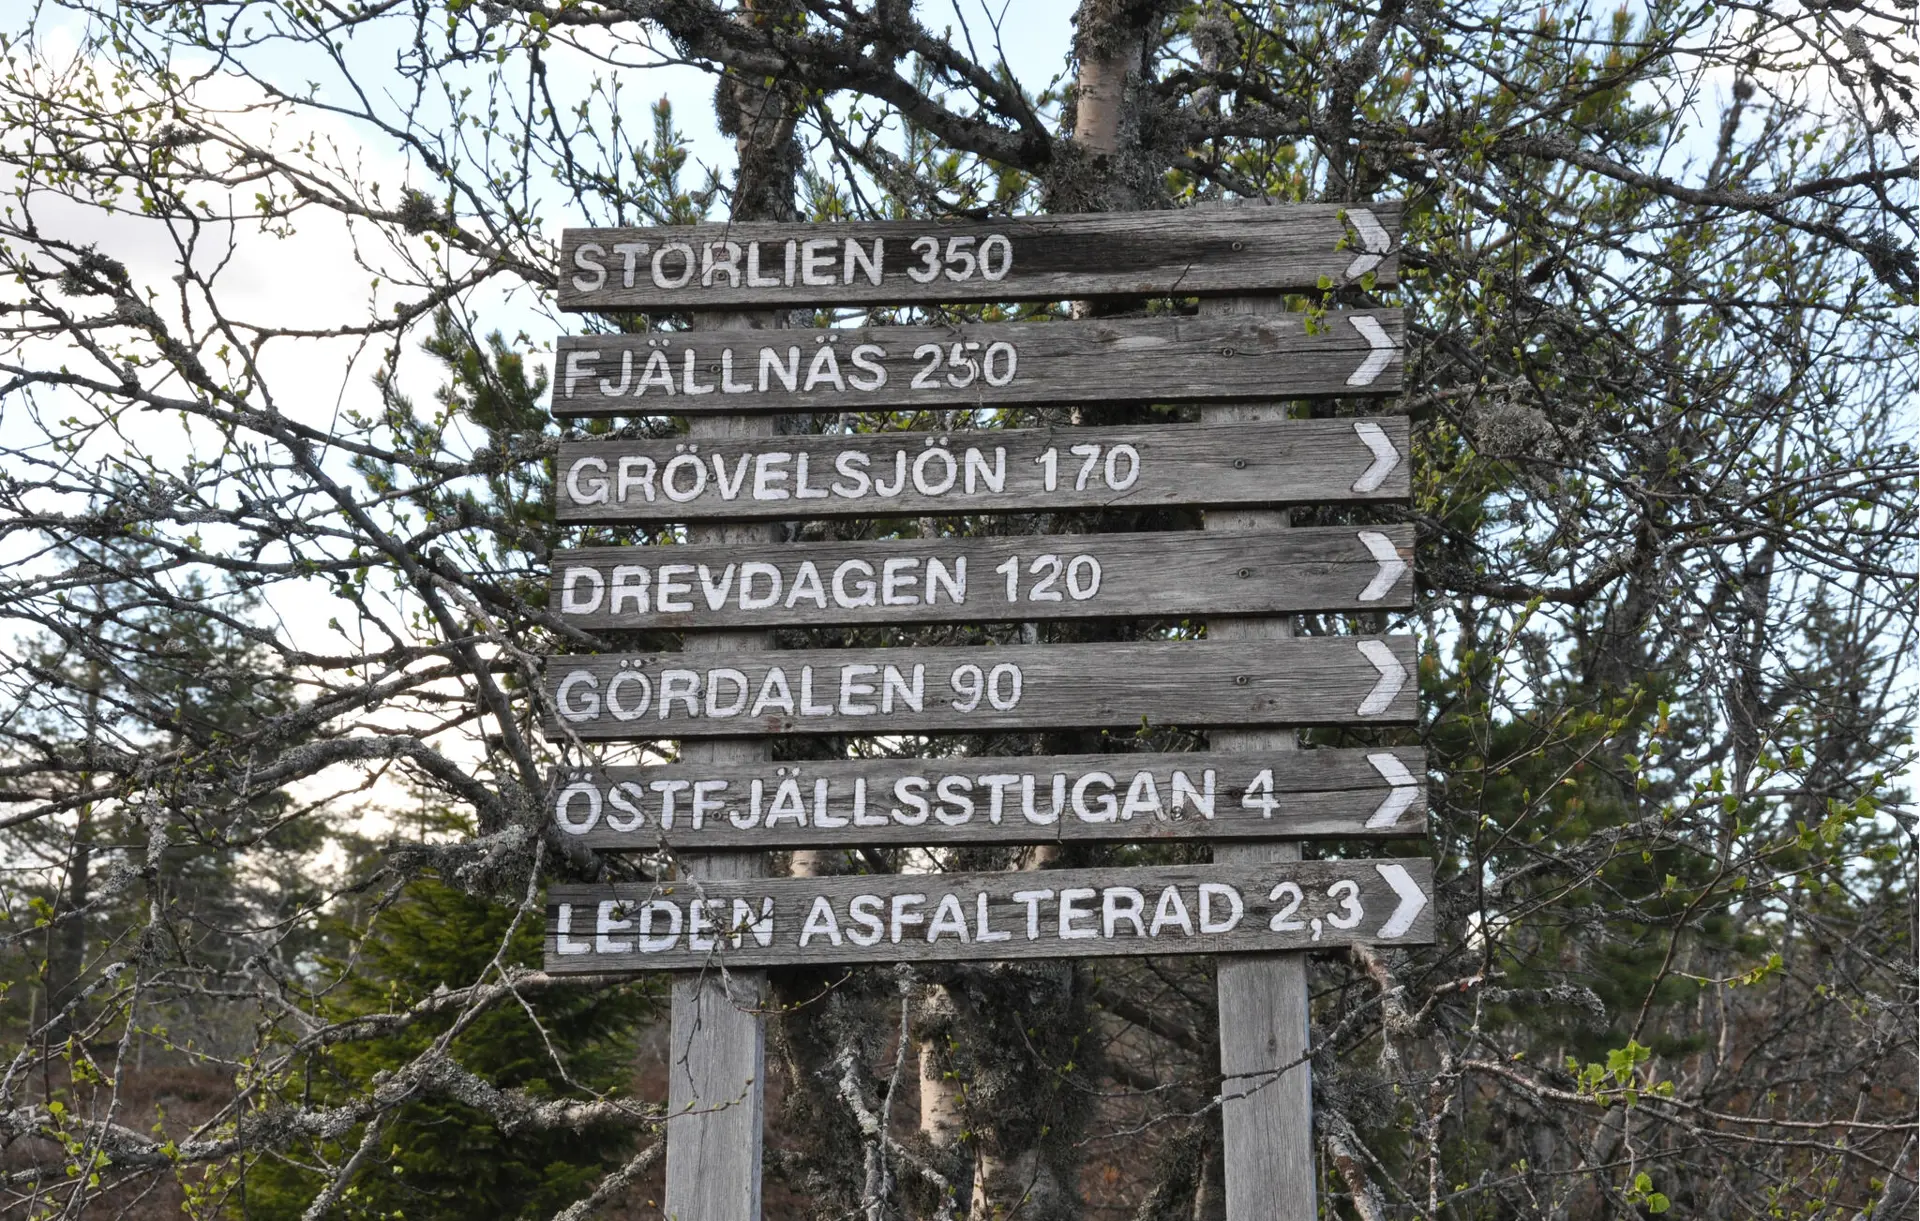 STORLIEN 350
FJÄLLNÄS 250
GRÖVELSJÖN 170
DREVDAGEN 120
GÖRDALEN 90
ÖSTFJÄLLSSTUGAN 4
LEDEN ASFALTERAD 2,3